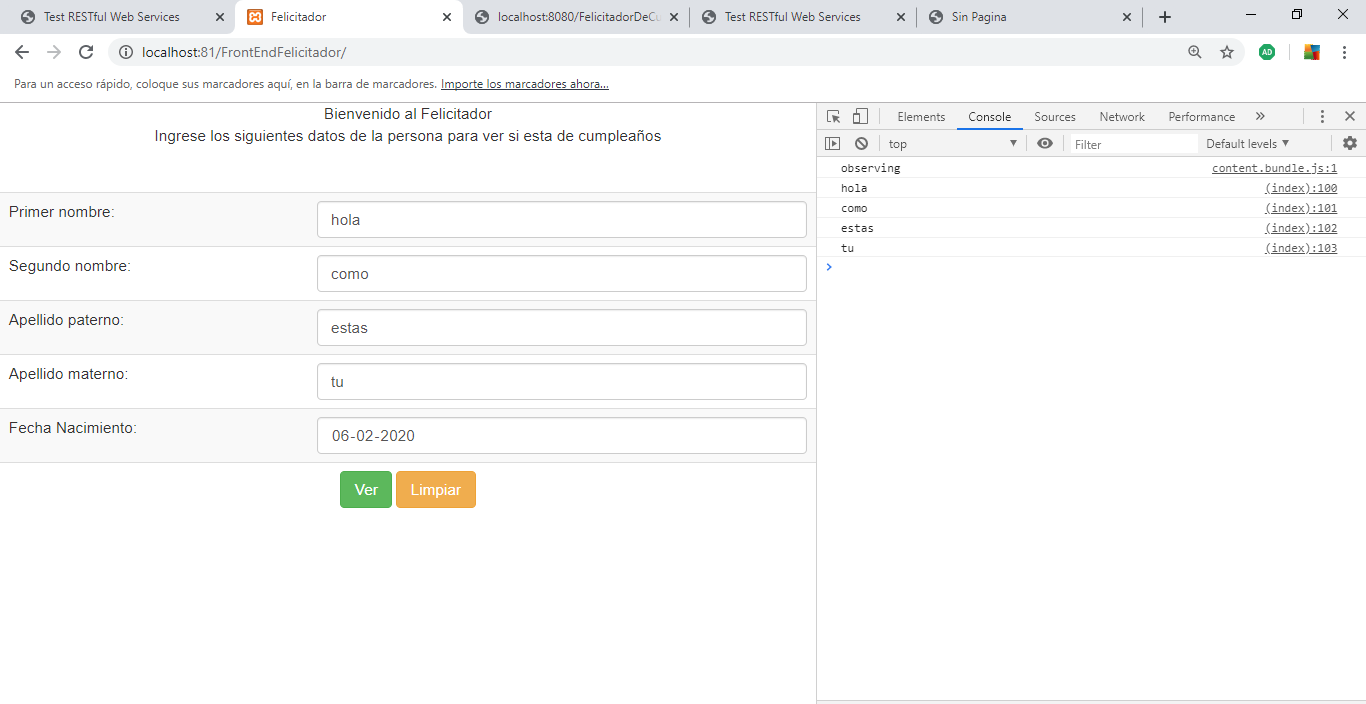 Test RESTful Web Services
Felicitador
localhost:8080/FelicitadorDeCu
Test RESTful Web Services
Sin Pagina
localhost:81/FrontEndFelicitador/
AD
Para un acceso rápido, coloque sus marcadores aquí, en la barra de marcadores. Importe los marcadores ahora...
Bienvenido al Felicitador
Ingrese los siguientes datos de la persona para ver si esta de cumpleaños
Primer nombre:
hola
Segundo nombre:
como
Apellido paterno:
estas
Apellido materno:
tu
Fecha Nacimiento:
06-02-2020
Ver Limpiar
Elements Console Sources Network Performance
top Filter Default levels
observing content.bundle.js:1
hola (index):100
como (index):101
estas (index):102
tu (index):103